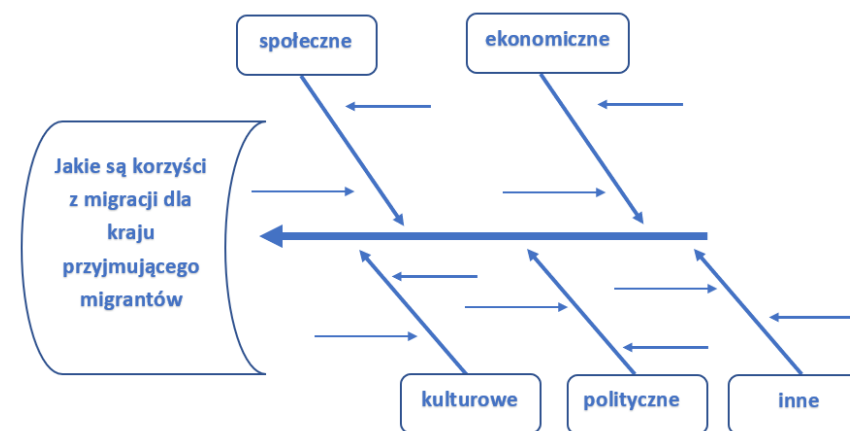 społeczne
ekonomiczne
Jakie są korzyści
z migracji dla
kraju
przyjmującego
migrantów
kulturowe
polityczne
inne